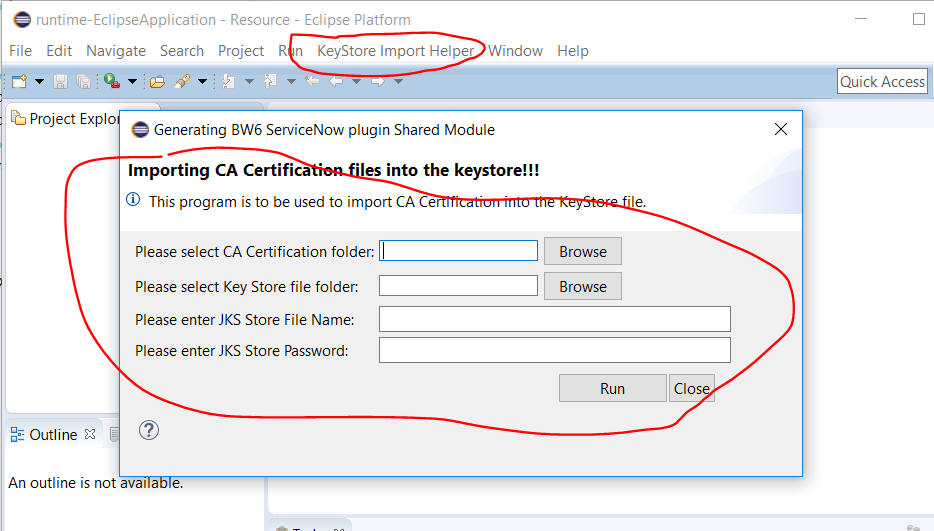 runtime-EclipseApplication - Resource - Eclipse Platform
File Edit Navigate Search Project Run KeyStore Import Helper Window Help
Quick Access
Project Explor
Generating BW6 ServiceNow plugin Shared Module
Importing CA Certification files into the keystore!!!
This program is to be used to import CA Certification into the KeyStore file.
Please select CA Certification folder:
Browse
Please select Key Store file folder:
Browse
Please enter JKS Store File Name:
Please enter JKS Store Password:
Run Close
?
Outline
An outline is not available.